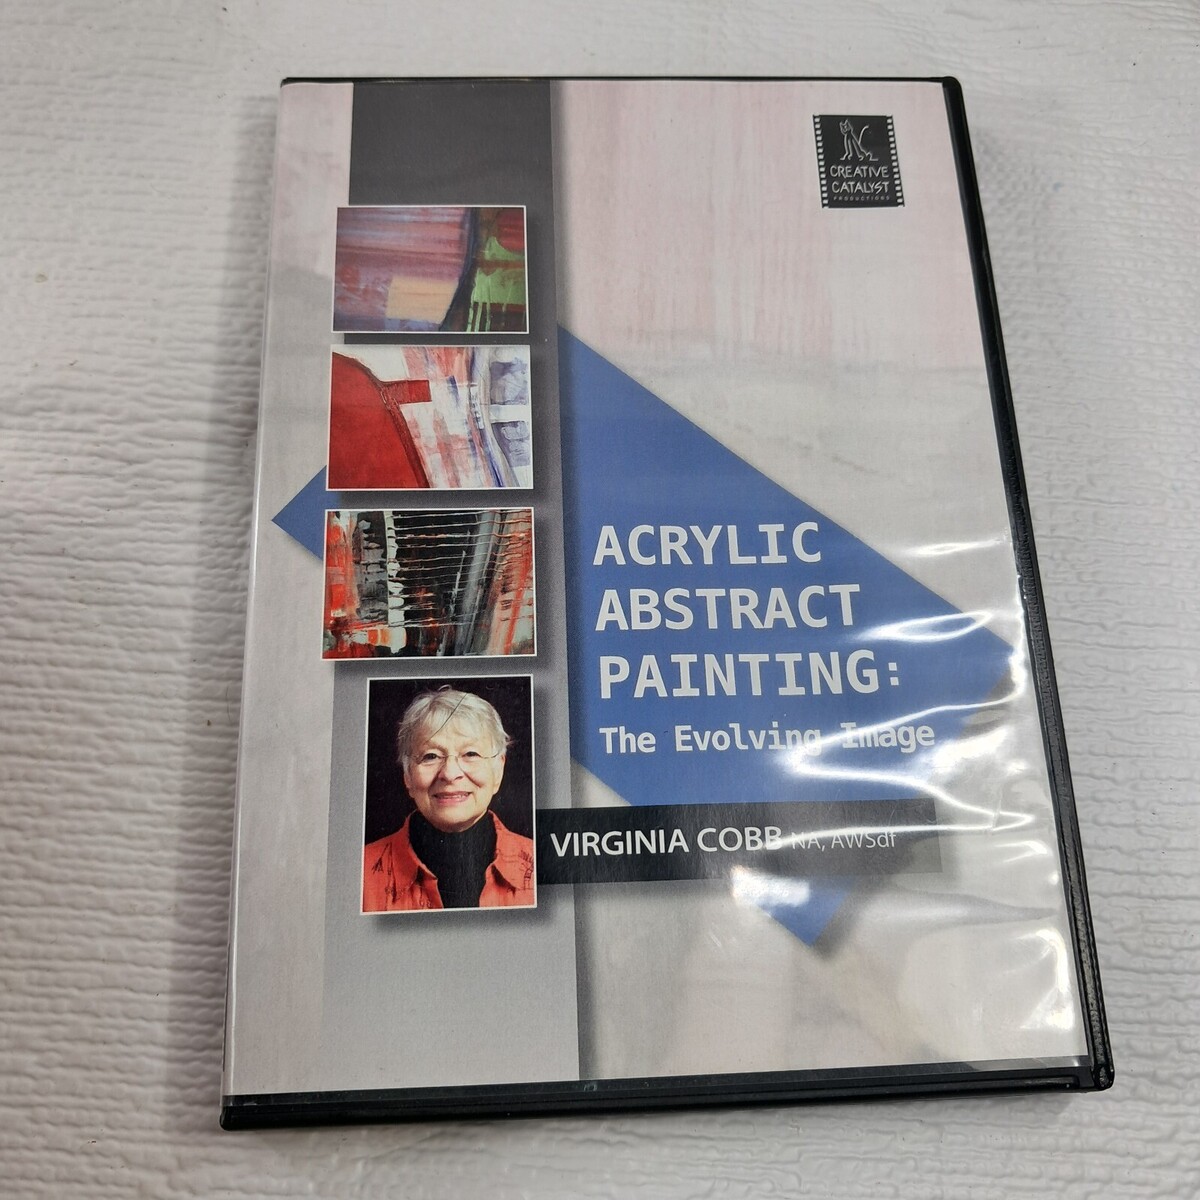 CREATIVE
CATALYST
PRODUCTIONS
ACRYLIC
ABSTRACT
PAINTING:
The Evolving Image
VIRGINIA COBB NA, AWSdf